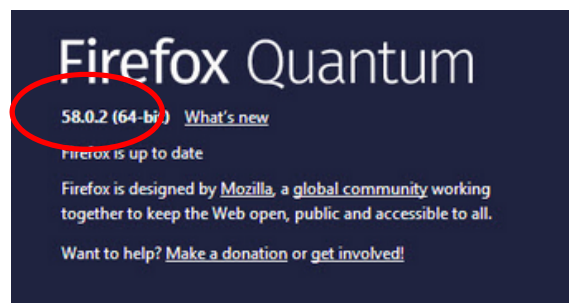 Firefox Quantum
58.0.2 (64-bit) What's new
Firefox is up to date
Firefox is designed by Mozilla, a global community working
together to keep the Web open, public and accessible to all.
Want to help? Make a donation or get involved!